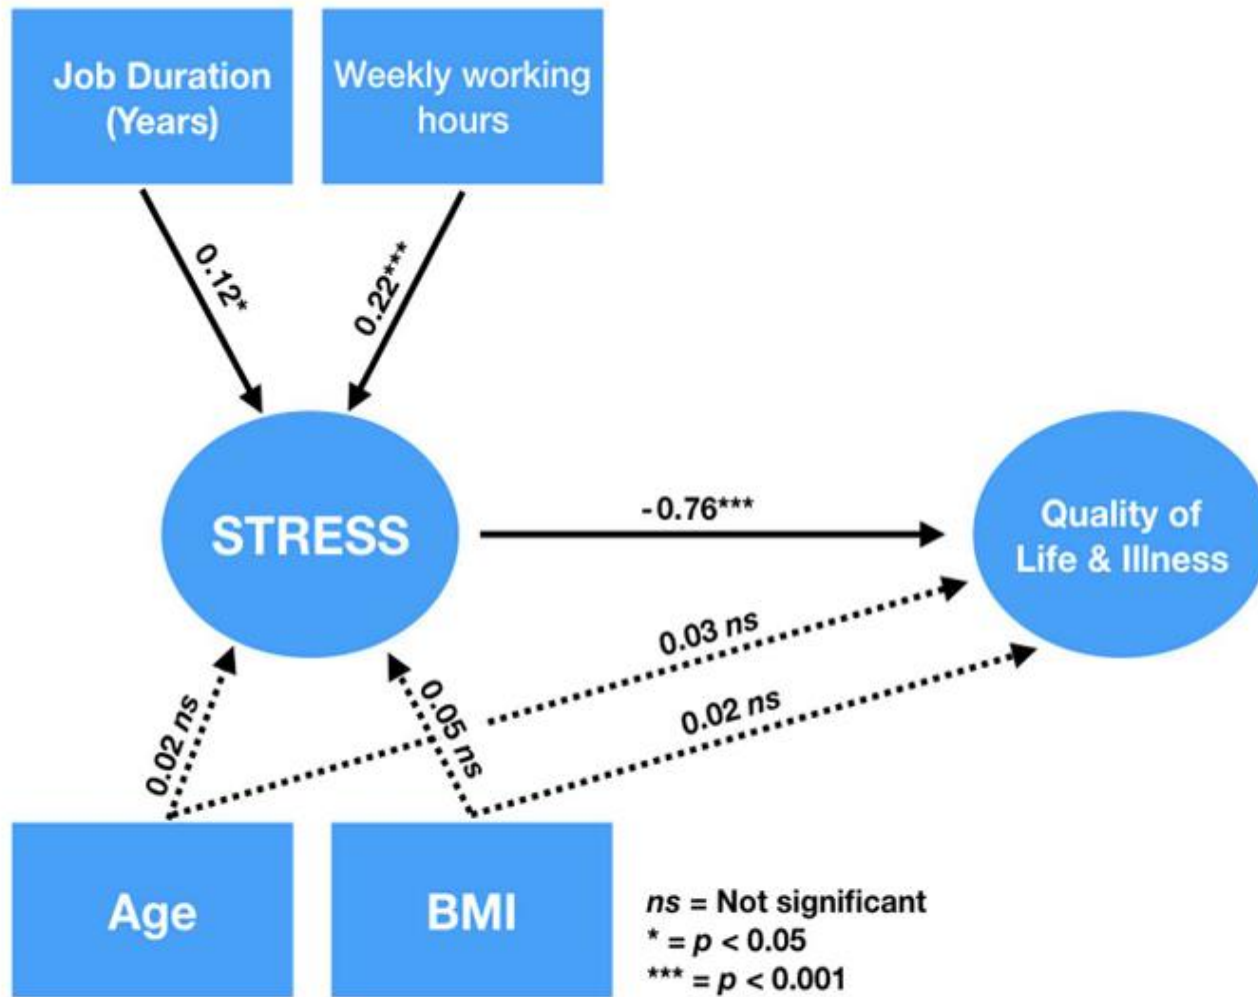 Job Duration
(Years)
Weekly working
hours
0.12*
0.22***
STRESS
-0.76***
Quality of
Life & Illness
0.03 ns
0.02 ns
0.05 ns
0.02 ns
Age
BMI
ns = Not significant
* = p < 0.05
*** = p < 0.001